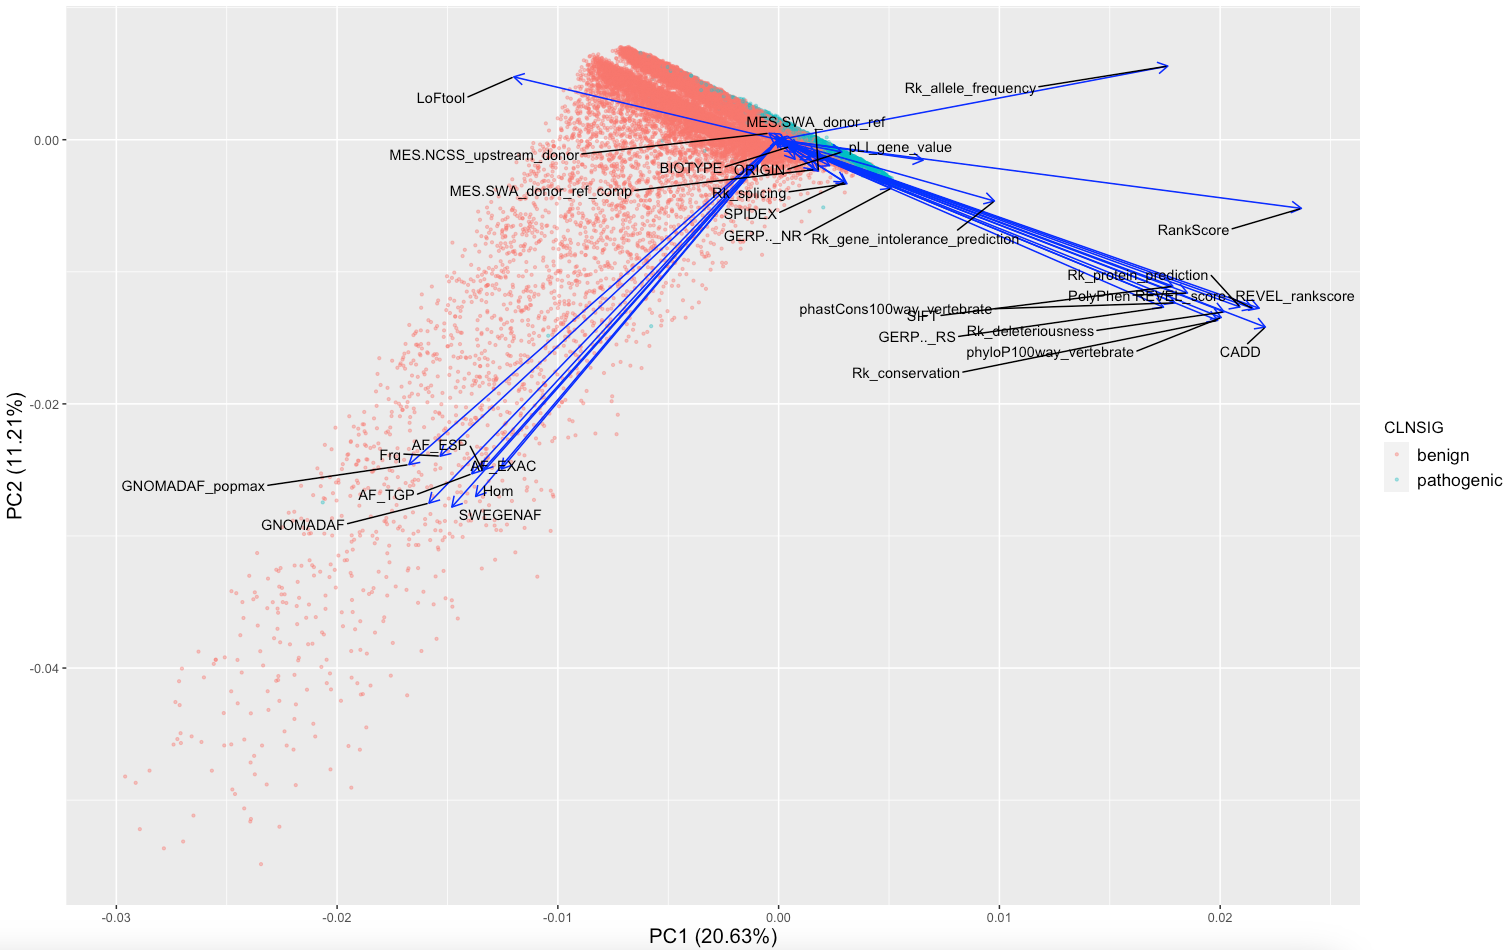 LoFtool
Rk_allele_frequency
MES.SWA_donor_ref
MES.NCSS_upstream_donor
pLI_gene_value
BIOTYPE
ORIGIN
MES.SWA_donor_ref_comp
Rk_splicing
SPIDEX
GERP.._NR
Rk_gene_intolerance_prediction
RankScore
Rk_protein_prediction
PolyPhen
REVEL_score
REVEL_rankscore
phastCons100way_vertebrate
SIFT
Rk_deleteriousness
GERP.._RS
phyloP100way_vertebrate
CADD
Rk_conservation
AF_ESP
Frq
AF_EXAC
GNOMADAF_popmax
AF_TGP
Hom
SWEGENAF
GNOMADAF
0.00
-0.02
-0.04
PC2 (11.21%)
-0.03
-0.02
-0.01
0.00
0.01
0.02
PC1 (20.63%)
CLNSIG
benign
pathogenic